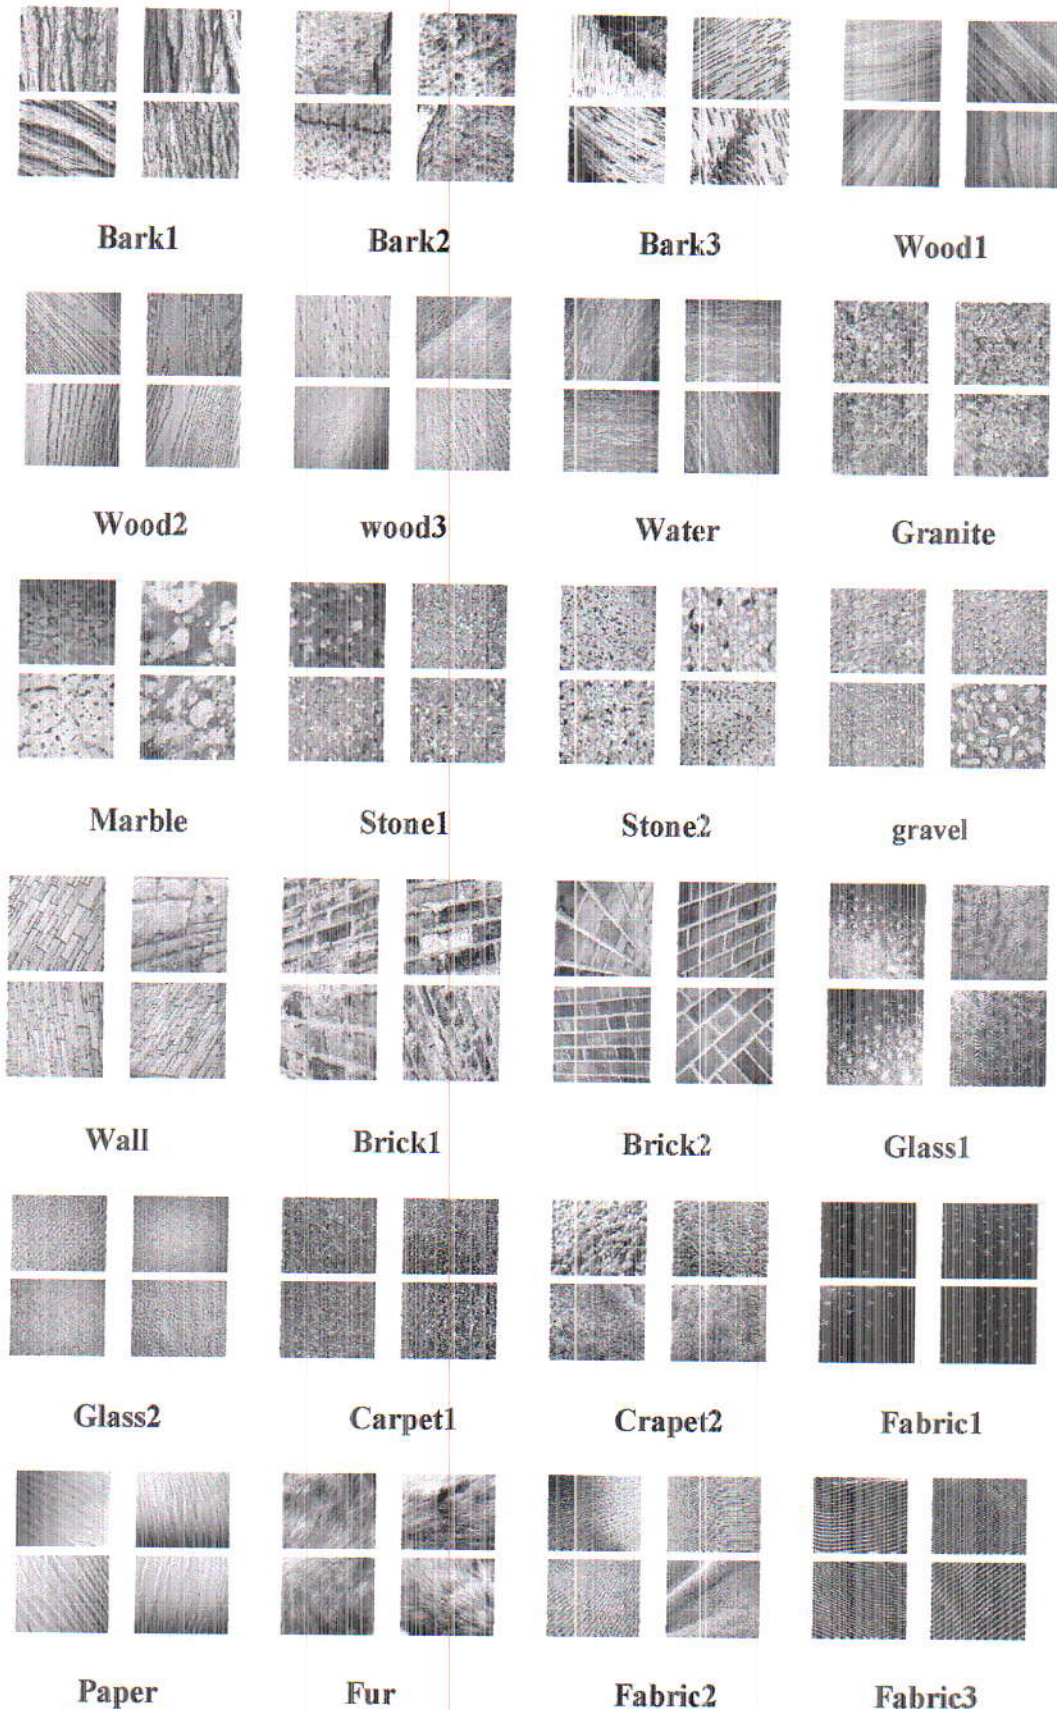 Bark1 Bark2 Bark3 Wood1
Wood2 wood3 Water Granite
Marble Stone1 Stone2 gravel
Wall Brick1 Brick2 Glass1
Glass2 Carpet1 Crapet2 Fabric1
Paper Fur Fabric2 Fabric3